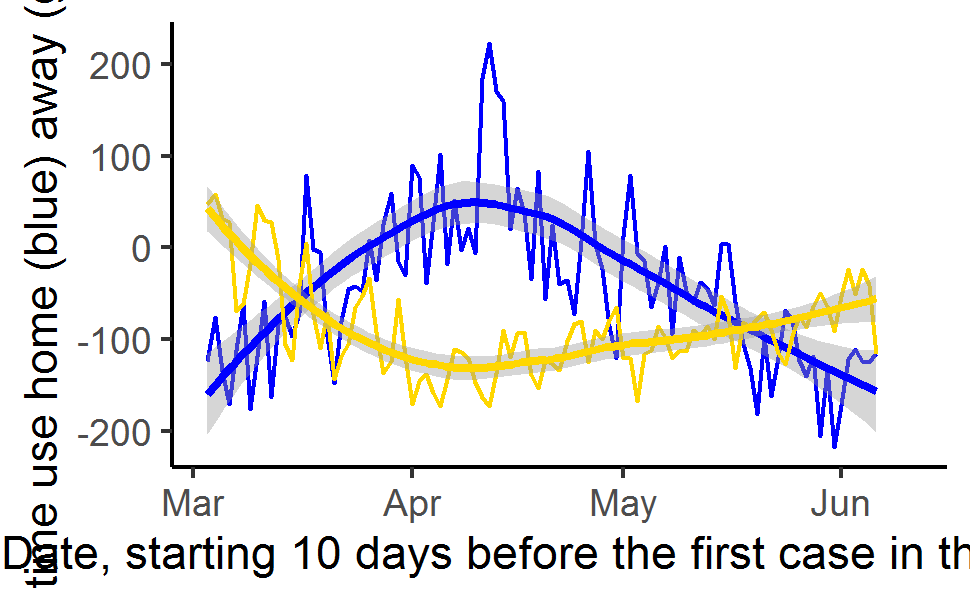 time use home (blue) away (g
200
100
0
-100
-200
Mar Apr May Jun
Date, starting 10 days before the first case in th